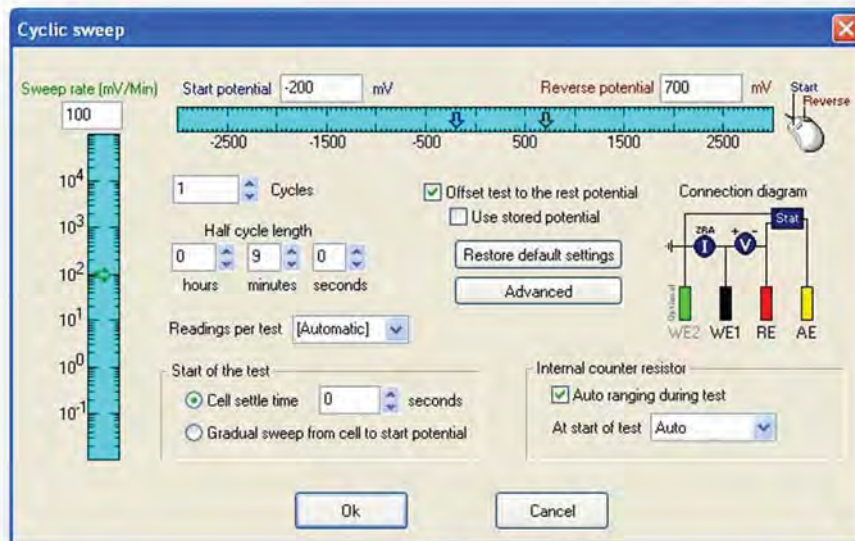 Cyclic sweep
Sweep rate (mV/Min)
100
Start potential -200 mV
Reverse potential 700 mV
Start
Reverse
-2500 -1500 -500 500 1500 2500
10⁴
10³
10²
10¹
10⁰
10⁻¹
1 Cycles
Half cycle length
0 9 0
hours minutes seconds
Readings per test [Automatic]
Offset test to the rest potential
Use stored potential
Restore default settings
Advanced
Connection diagram
ZRA
I
+ -
V
Stat
Optional
WE2 WE1 RE AE
Start of the test
Cell settle time 0 seconds
Gradual sweep from cell to start potential
Internal counter resistor
Auto ranging during test
At start of test Auto
Ok
Cancel